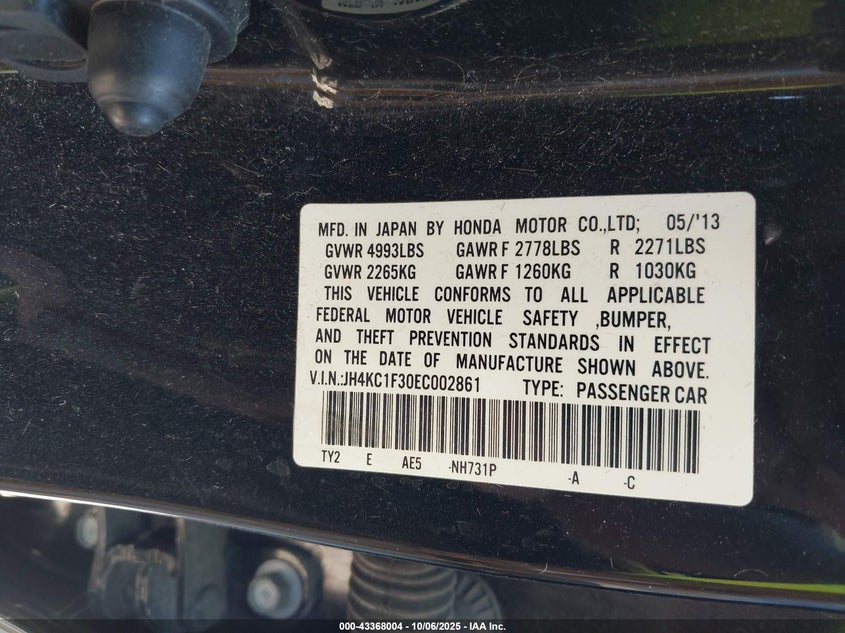 MFD. IN JAPAN BY HONDA MOTOR CO.,LTD; 05/'13
GVWR 4993LBS GAWR F 2778LBS R 2271LBS
GVWR 2265KG GAWR F 1260KG R 1030KG
THIS VEHICLE CONFORMS TO ALL APPLICABLE
FEDERAL MOTOR VEHICLE SAFETY ,BUMPER,
AND THEFT PREVENTION STANDARDS IN EFFECT
ON THE DATE OF MANUFACTURE SHOWN ABOVE.
V.I.N.:JH4KC1F30EC002861 TYPE: PASSENGER CAR
TY2 E AE5 -NH731P -A -C
000-43368004 - 10/06/2025 - IAA Inc.